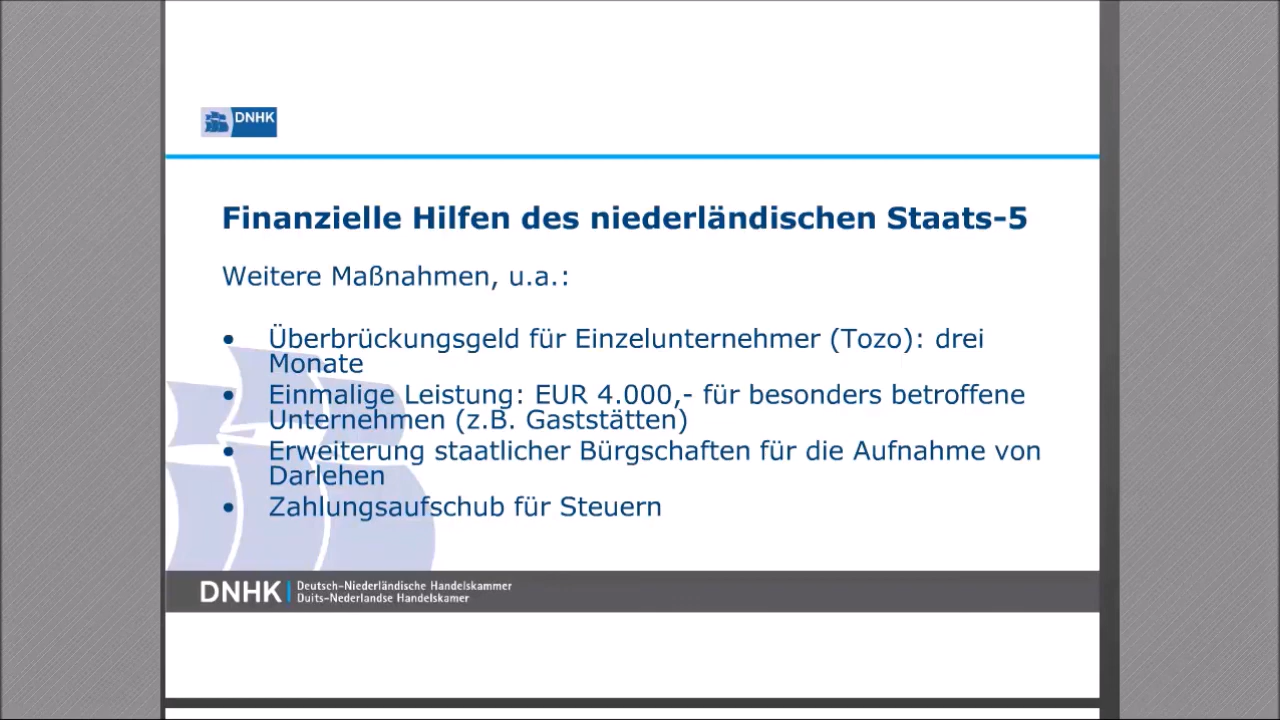 DNHK
Finanzielle Hilfen des niederländischen Staats-5
Weitere Maßnahmen, u.a.:
• Überbrückungsgeld für Einzelunternehmer (Tozo): drei
Monate
• Einmalige Leistung: EUR 4.000,- für besonders betroffene
Unternehmen (z.B. Gaststätten)
• Erweiterung staatlicher Bürgschaften für die Aufnahme von
Darlehen
• Zahlungsaufschub für Steuern
DNHK | Deutsch-Niederländische Handelskammer
Duits-Nederlandse Handelskamer